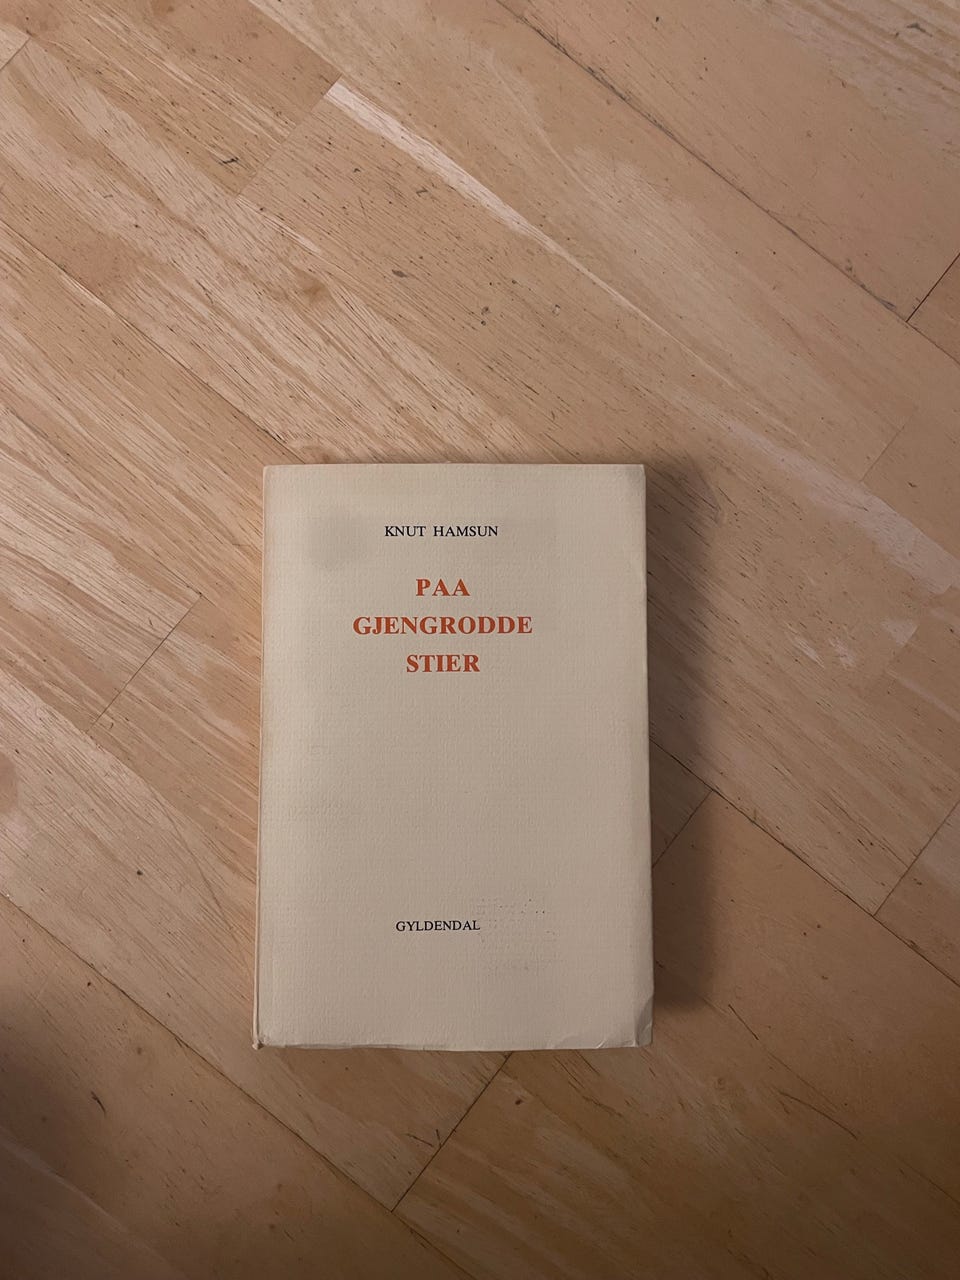 KNUT HAMSUN
PAA
GJENGRODDE
STIER
GYLDENDAL